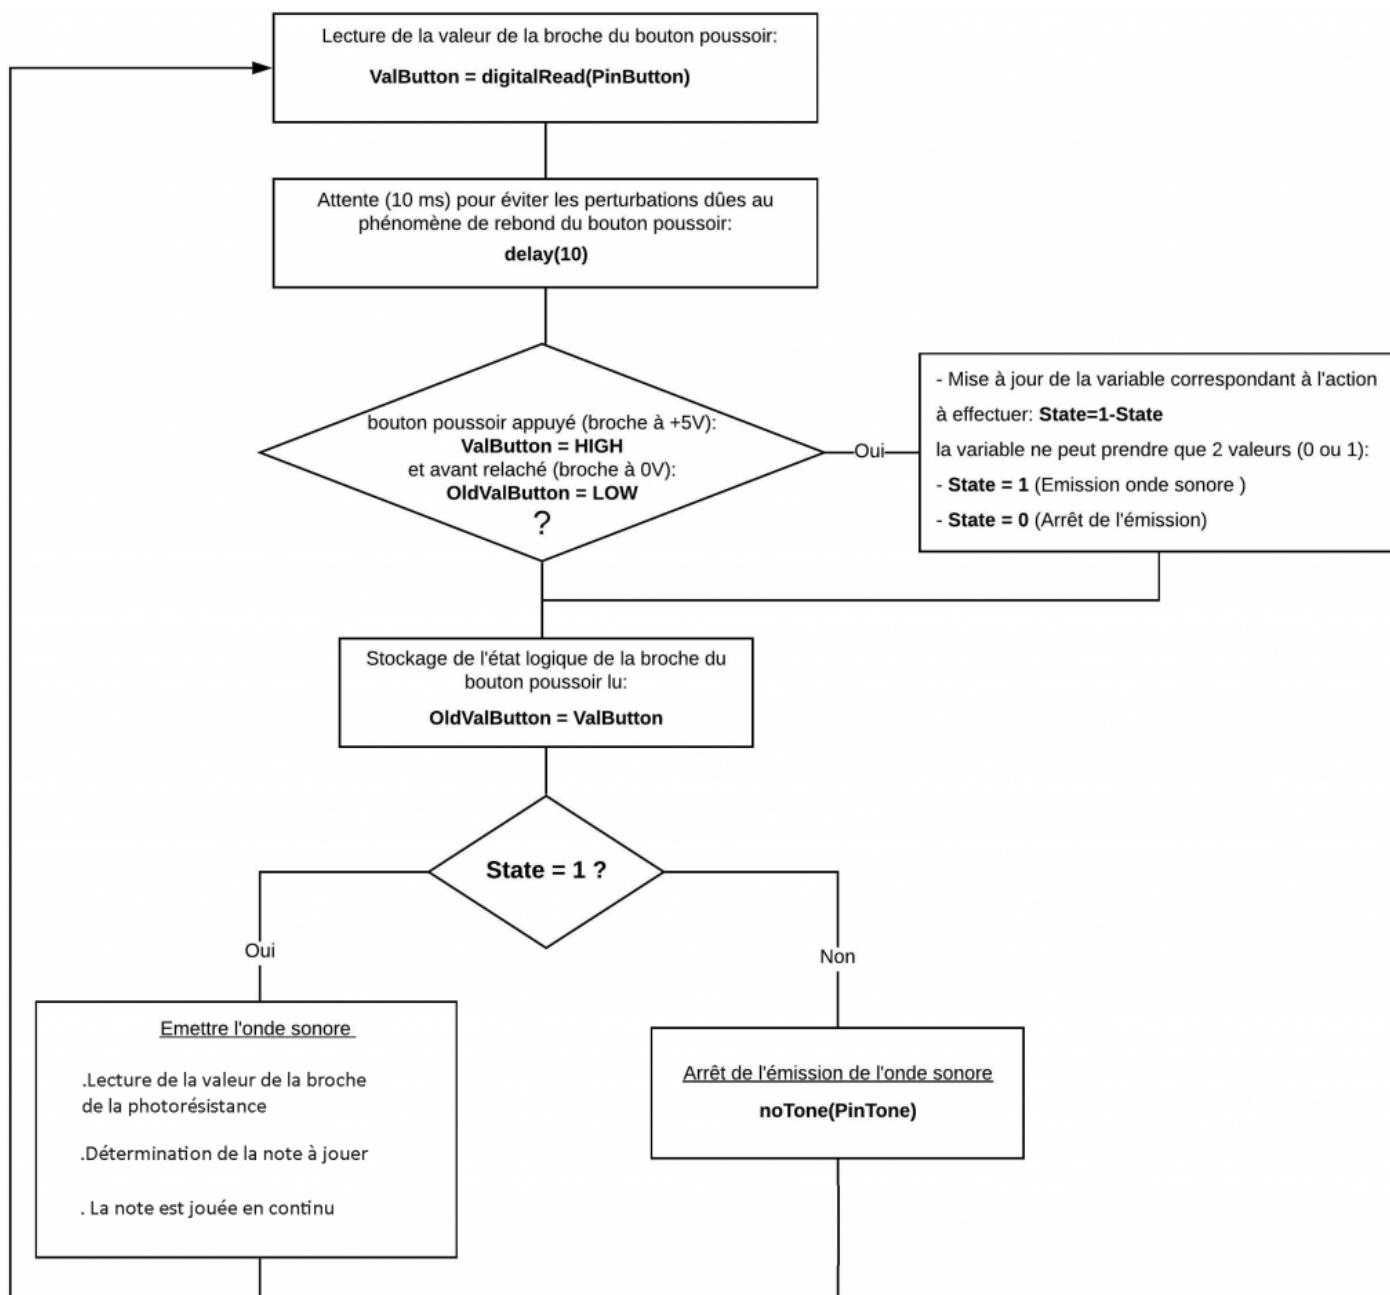 Lecture de la valeur de la broche du bouton poussoir:
ValButton = digitalRead(PinButton)
Attente (10 ms) pour éviter les perturbations dûes au
phénomène de rebond du bouton poussoir:
delay(10)
bouton poussoir appuyé (broche à +5V):
ValButton = HIGH
et avant relaché (broche à 0V):
OldValButton = LOW
?
Oui
- Mise à jour de la variable correspondant à l'action
à effectuer: State=1-State
la variable ne peut prendre que 2 valeurs (0 ou 1):
- State = 1 (Emission onde sonore )
- State = 0 (Arrêt de l'émission)
Stockage de l'état logique de la broche du
bouton poussoir lu:
OldValButton = ValButton
State = 1 ?
Oui
Non
Emettre l'onde sonore
.Lecture de la valeur de la broche
de la photorésistance
.Détermination de la note à jouer
. La note est jouée en continu
Arrêt de l'émission de l'onde sonore
noTone(PinTone)